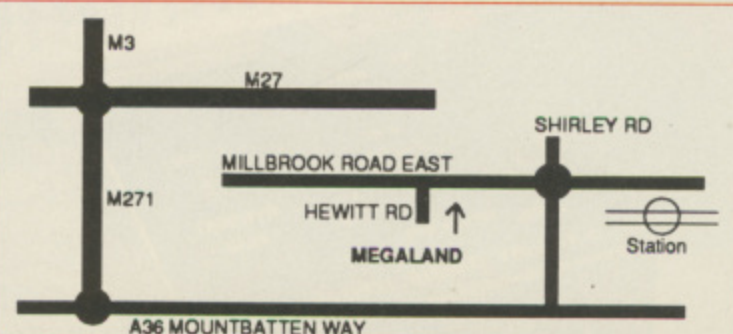 M3
M27
SHIRLEY RD
MILLBROOK ROAD EAST
M271
HEWITT RD
MEGALAND
Station
A36 MOUNTBATTEN WAY